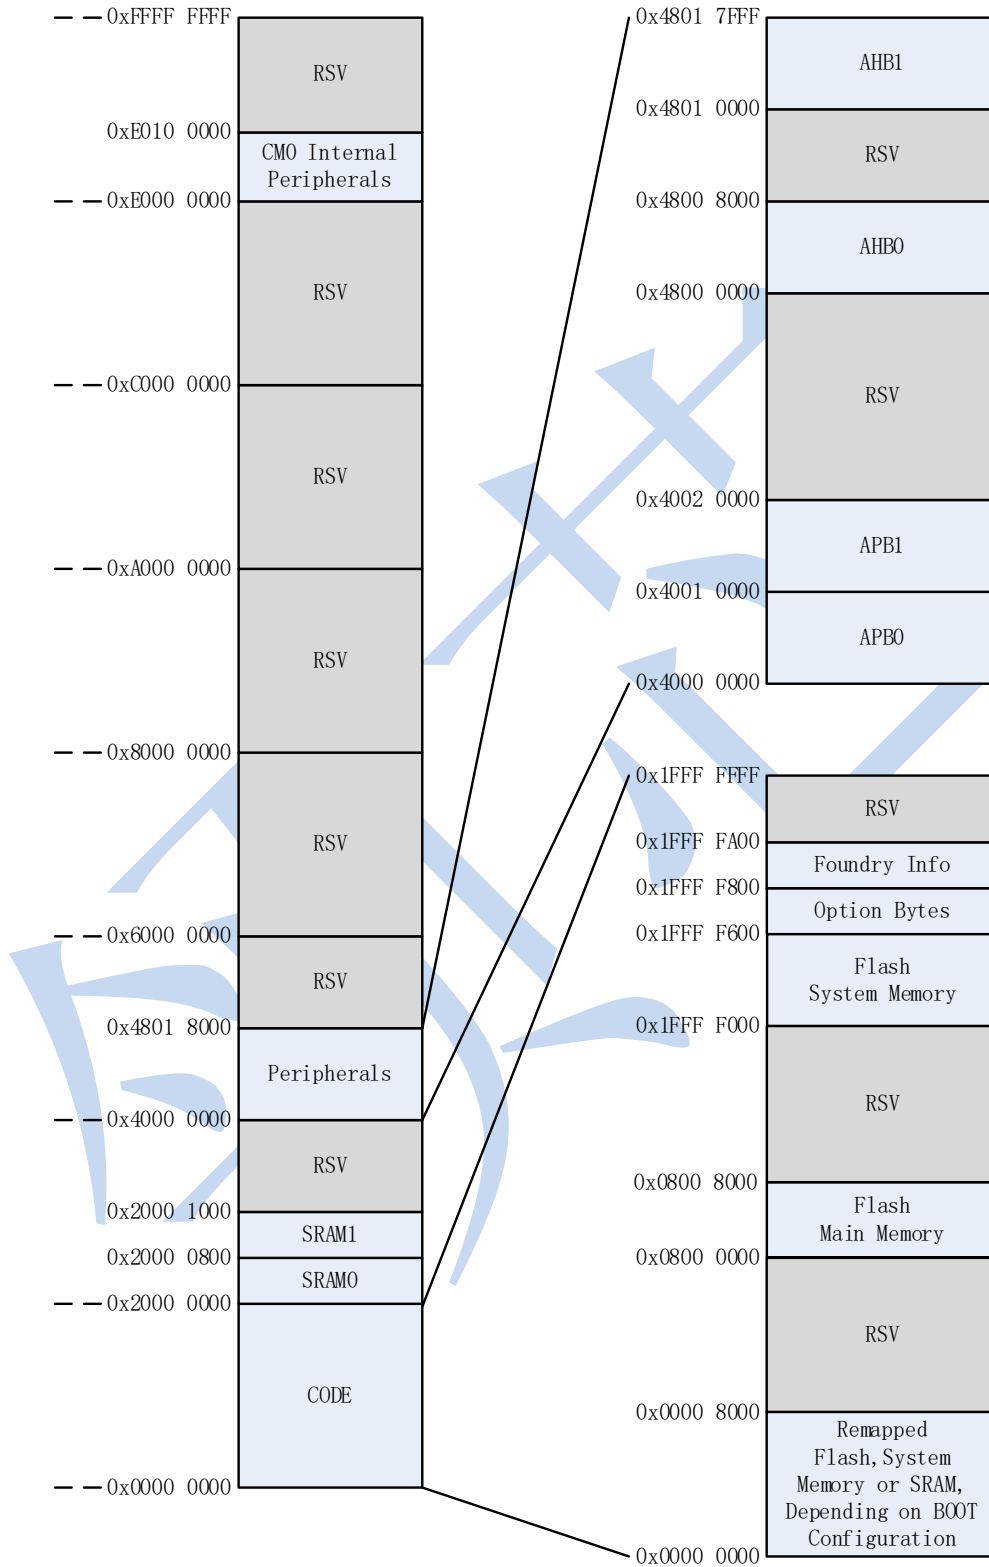 0xFFFF FFFF
RSV
0xE010 0000
CM0 Internal
Peripherals
0xE000 0000
RSV
0xC000 0000
RSV
0xA000 0000
RSV
0x8000 0000
RSV
0x6000 0000
RSV
0x4801 8000
Peripherals
0x4000 0000
RSV
0x2000 1000
SRAM1
0x2000 0800
SRAM0
0x2000 0000
CODE
0x0000 0000
0x4801 7FFF
AHB1
0x4801 0000
RSV
0x4800 8000
AHB0
0x4800 0000
RSV
0x4002 0000
APB1
0x4001 0000
APB0
0x4000 0000
0x1FFF FFFF
RSV
0x1FFF FA00
Foundry Info
0x1FFF F800
Option Bytes
0x1FFF F600
Flash
System Memory
0x1FFF F000
RSV
0x0800 8000
Flash
Main Memory
0x0800 0000
RSV
0x0000 8000
Remapped
Flash,System
Memory or SRAM,
Depending on BOOT
Configuration
0x0000 0000